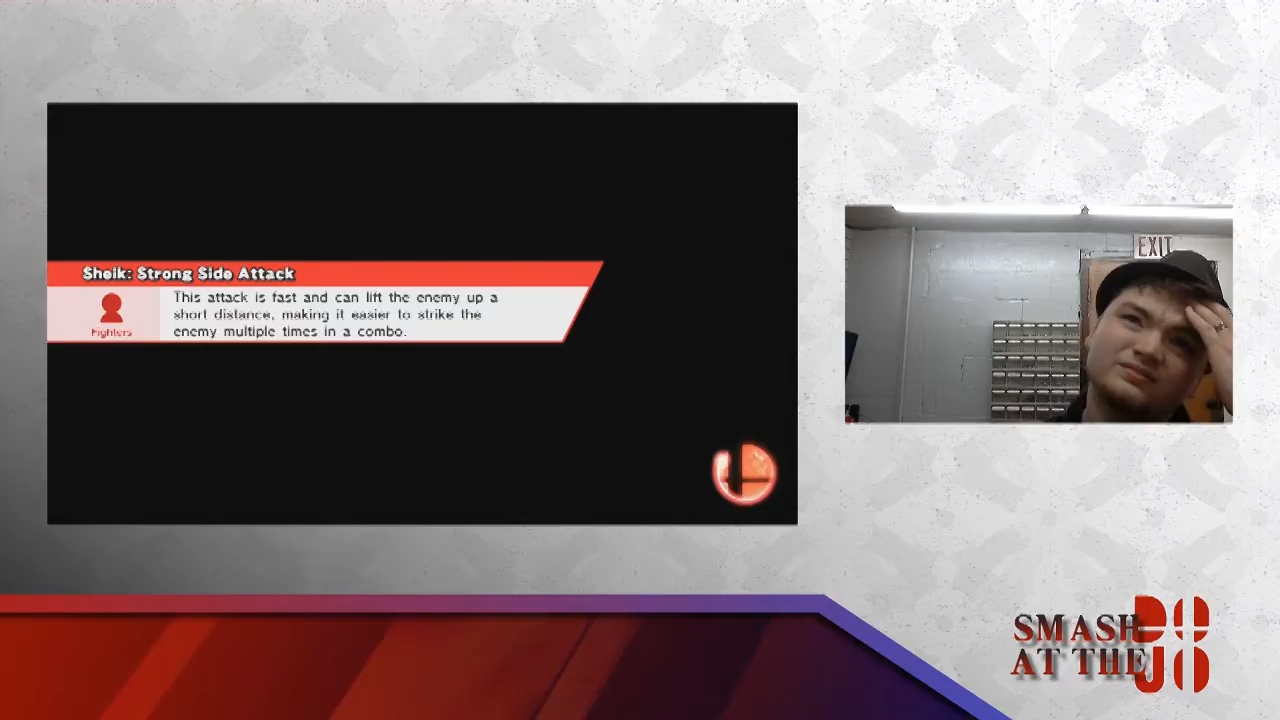 Sheik: Strong Side Attack
This attack is fast and can lift the enemy up a
short distance, making it easier to strike the
enemy multiple times in a combo.
Fighters
EXIT
SMASH
AT THE
DOJO